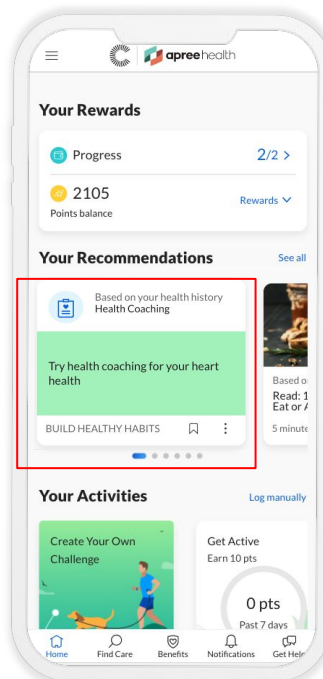 apree health
Your Rewards
Progress
2/2 >
2105
Points balance
Rewards
Your Recommendations
See all
Based on your health history
Health Coaching
Try health coaching for your heart
health
BUILD HEALTHY HABITS
Based o
Read: 1
Eat or A
5 minute
Your Activities
Log manually
Create Your Own
Challenge
Get Active
Earn 10 pts
0 pts
Past 7 days
Home
Find Care
Benefits
Notifications
Get Help